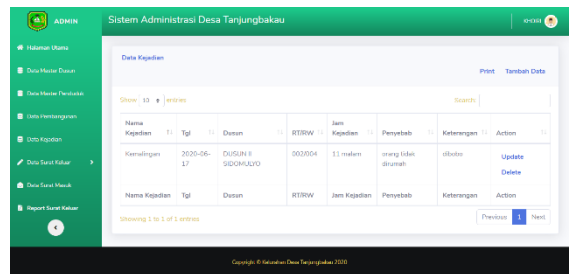 ADMIN
Sistem Administrasi Desa Tanjungbakau
KHOIRI
Halaman Utama
Data Master Dusun
Data Master Penduduk
Data Pembangunan
Data Kejadian
Data Surat Keluar
Data Surat Masuk
Report Surat Keluar
Data Kejadian
Print Tambah Data
Show 10 entries
Search:
Nama Kejadian Tgl Dusun RT/RW Jam Kejadian Penyebab Keterangan Action
Kemalingan 2020-06-17 DUSUN II SIDOMULYO 002/004 11 malam orang tidak dirumah dibobol Update
Delete
Nama Kejadian Tgl Dusun RT/RW Jam Kejadian Penyebab Keterangan Action
Showing 1 to 1 of 1 entries
Previous 1 Next
Copyright © Kelurahan Desa Tanjungbakau 2020